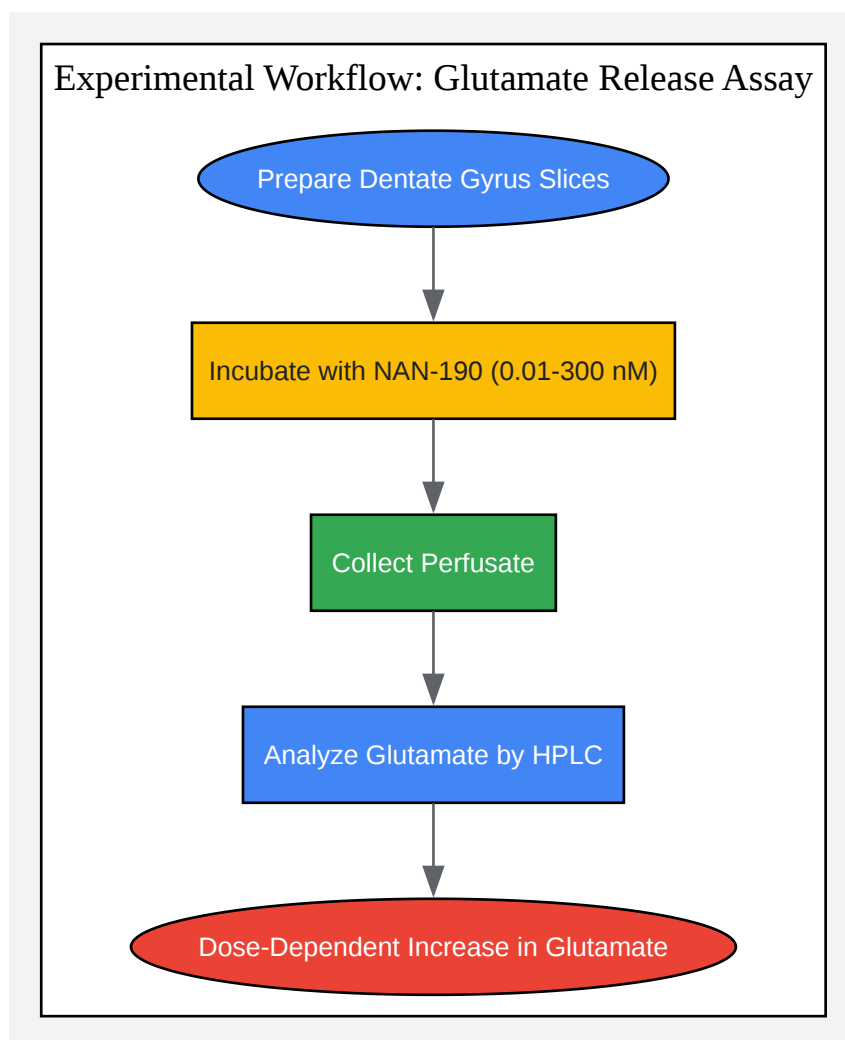 Experimental Workflow: Glutamate Release Assay
Prepare Dentate Gyrus Slices
Incubate with NAN-190 (0.01-300 nM)
Collect Perfusate
Analyze Glutamate by HPLC
Dose-Dependent Increase in Glutamate